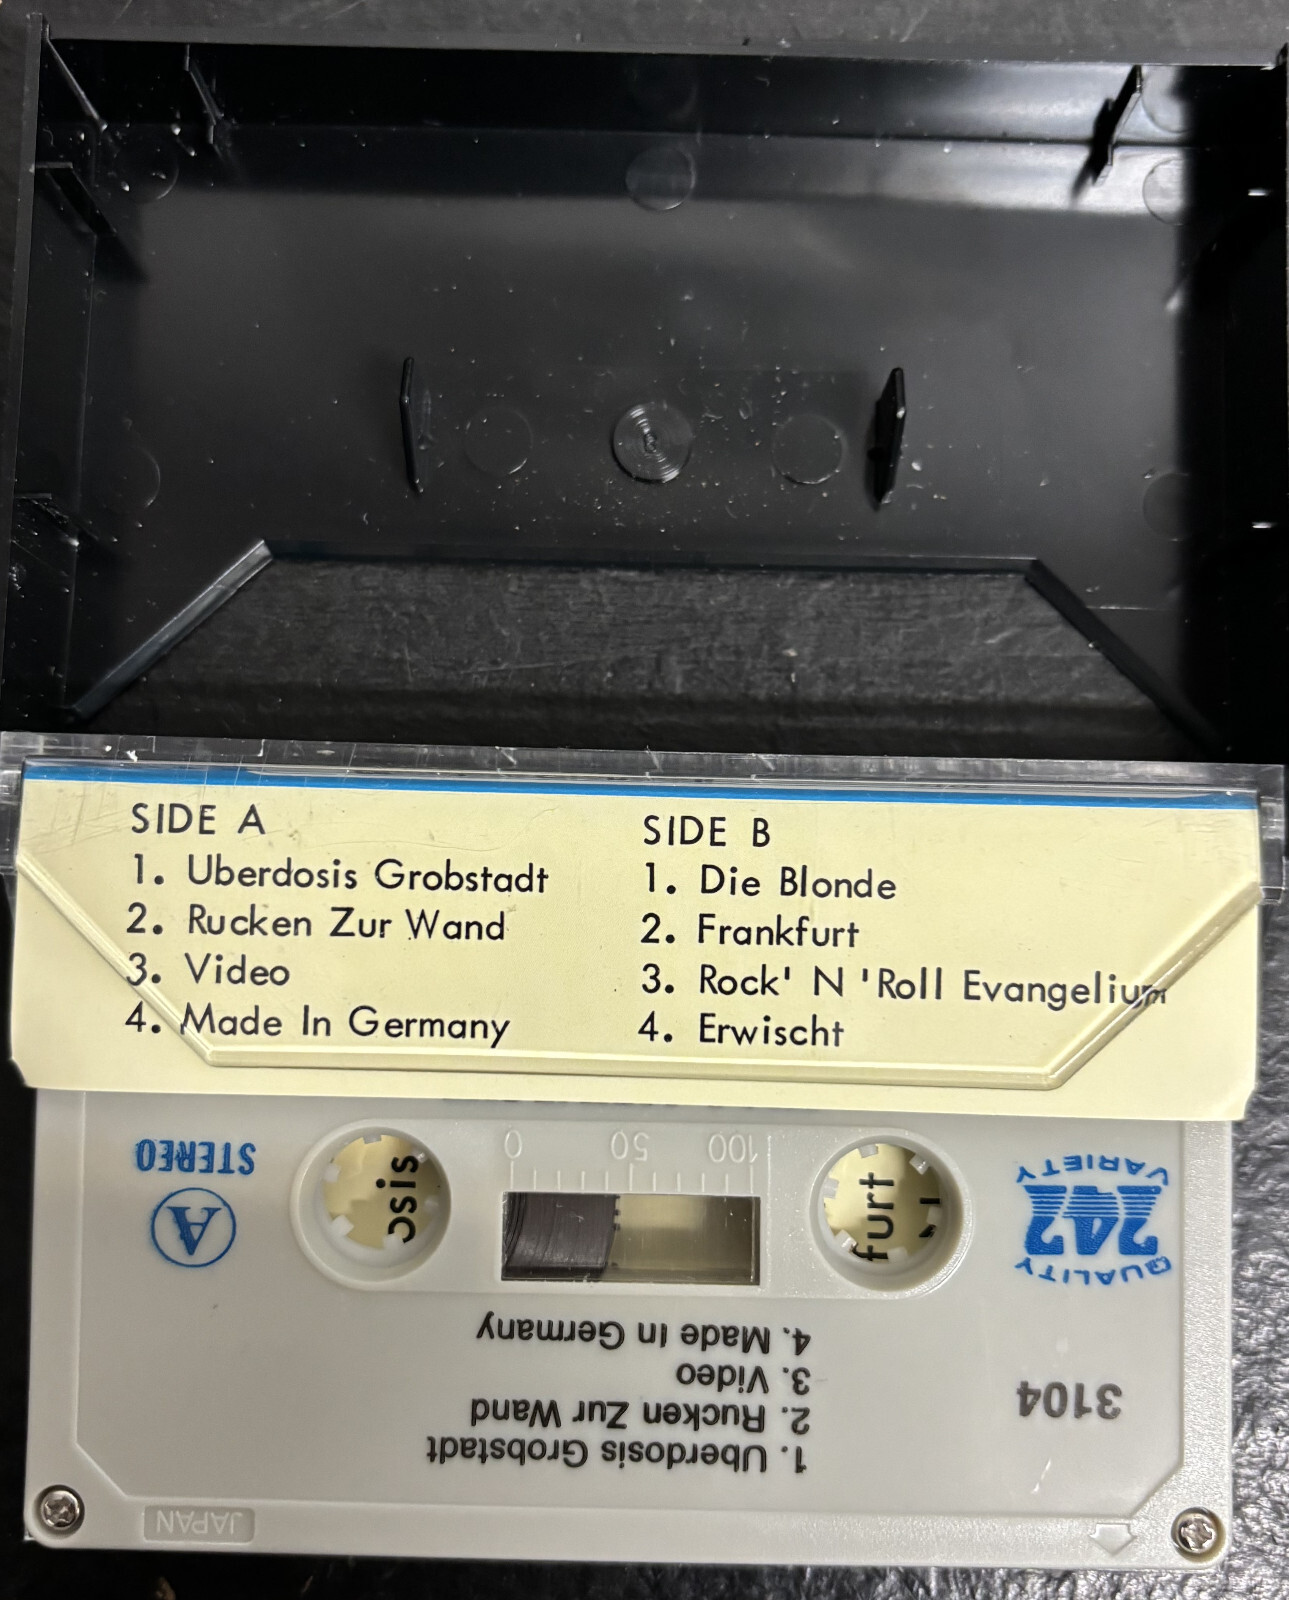 SIDE A
1. Uberdosis Grobstadt
2. Rucken Zur Wand
3. Video
4. Made In Germany
SIDE B
1. Die Blonde
2. Frankfurt
3. Rock' N 'Roll Evangelium
4. Erwischt
STEREO
A
osis
0 50 100
furt
QUALITY
747
VARIETY
3104
1. Uberdosis Grobstadt
2. Rucken Zur Wand
3. Video
4. Made In Germany
JAPAN